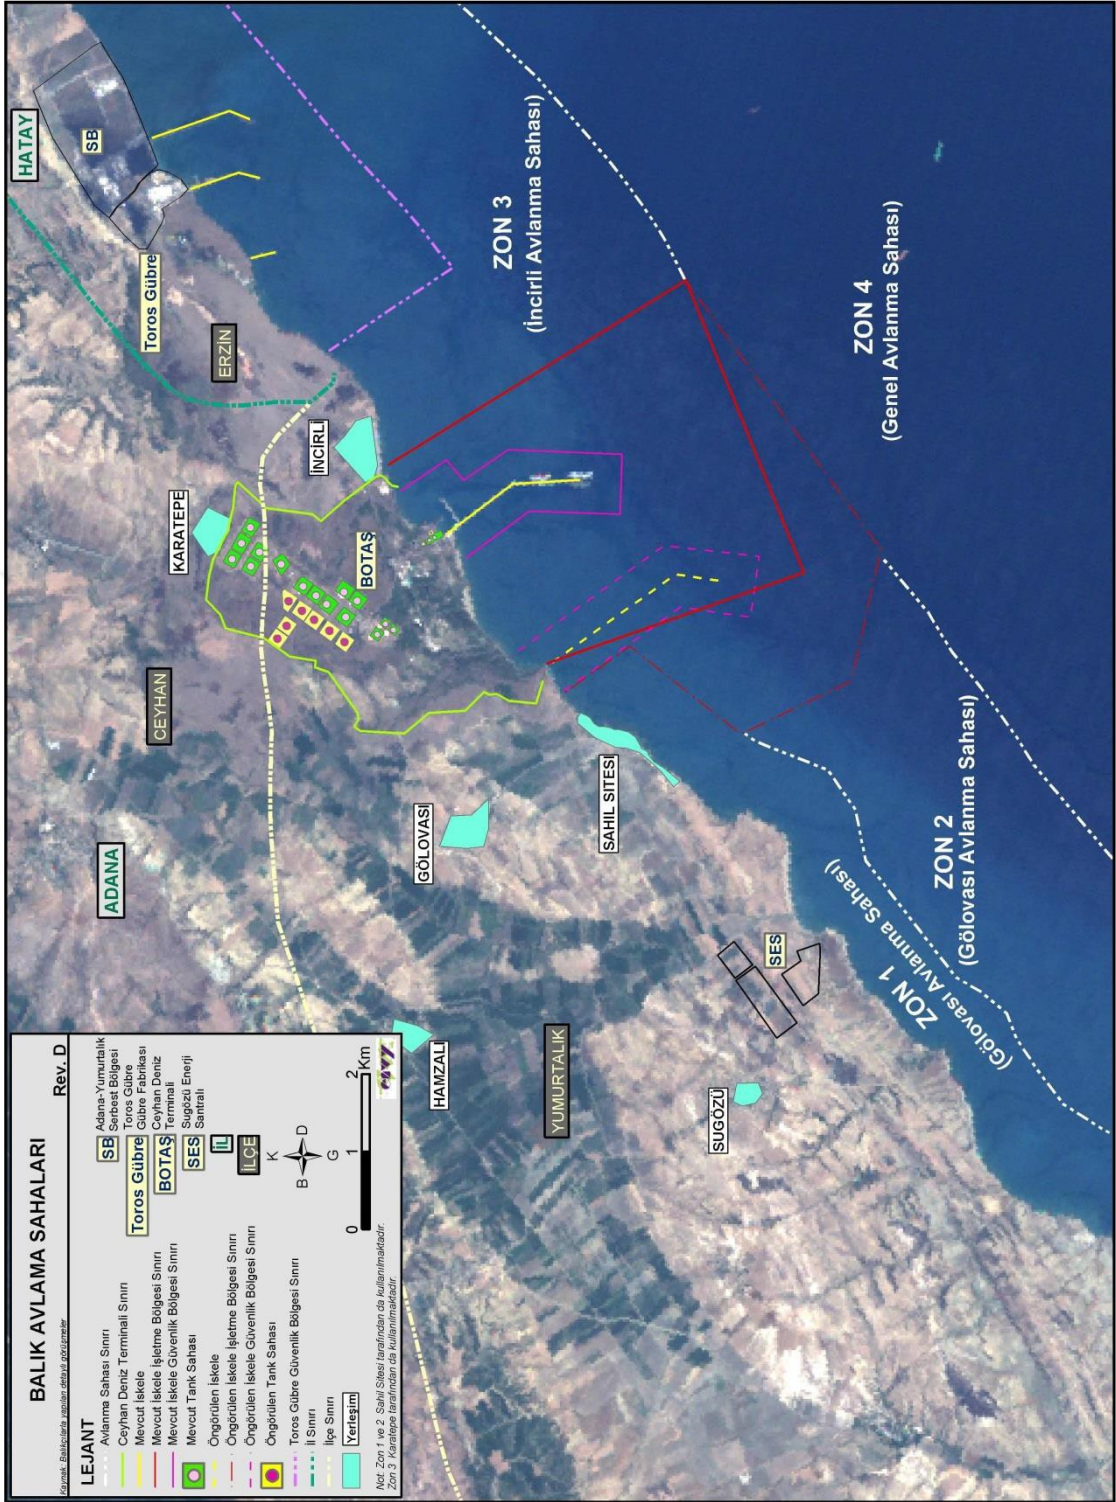 BALIK AVLAMA SAHALARI
Rev. D
Kaynak: Balıkçılarla yapılan detaylı görüşmeler
LEJANT
Avlanma Sahası Sınırı
Ceyhan Deniz Terminali Sınırı
Mevcut İskele
Mevcut İskele İşletme Bölgesi Sınırı
Mevcut İskele Güvenlik Bölgesi Sınırı
Mevcut Tank Sahası
Öngörülen İskele
Öngörülen İskele İşletme Bölgesi Sınırı
Öngörülen İskele Güvenlik Bölgesi Sınırı
Öngörülen Tank Sahası
Toros Gübre Güvenlik Bölgesi Sınırı
İl Sınırı
İlçe Sınırı
Yerleşim
SB
Adana-Yumurtalık
Serbest Bölgesi
Toros Gübre
Toros Gübre
Gübre Fabrikası
BOTAŞ
Ceyhan Deniz
Terminali
SES
Sugözü Enerji
Santrali
İL
İLÇE
K
B
D
G
0
1
2
Km
envy
Not: Zon 1 ve 2 Sahil Sitesi tarafından da kullanılmaktadır.
Zon 3 Karatepe tarafından da kullanılmaktadır.
ADANA
CEYHAN
KARATEPE
HATAY
SB
Toros Gübre
ERZİN
İNCİRLİ
BOTAŞ
GÖLOVASI
SAHIL SITESI
HAMZALI
YUMURTALIK
SUGÖZÜ
SES
ZON 1
(Gölovası Avlanma Sahası)
ZON 2
(Gölovası Avlanma Sahası)
ZON 3
(İncirli Avlanma Sahası)
ZON 4
(Genel Avlanma Sahası)